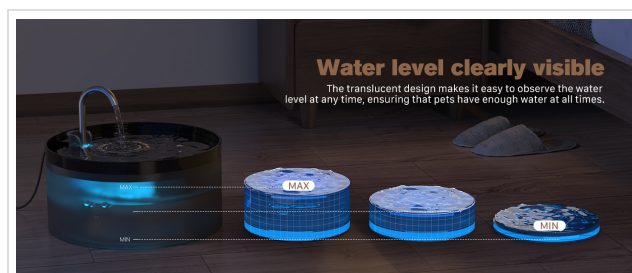 Water level clearly visible
The translucent design makes it easy to observe the water
level at any time, ensuring that pets have enough water at all times.
MAX
MAX
MIN
MIN